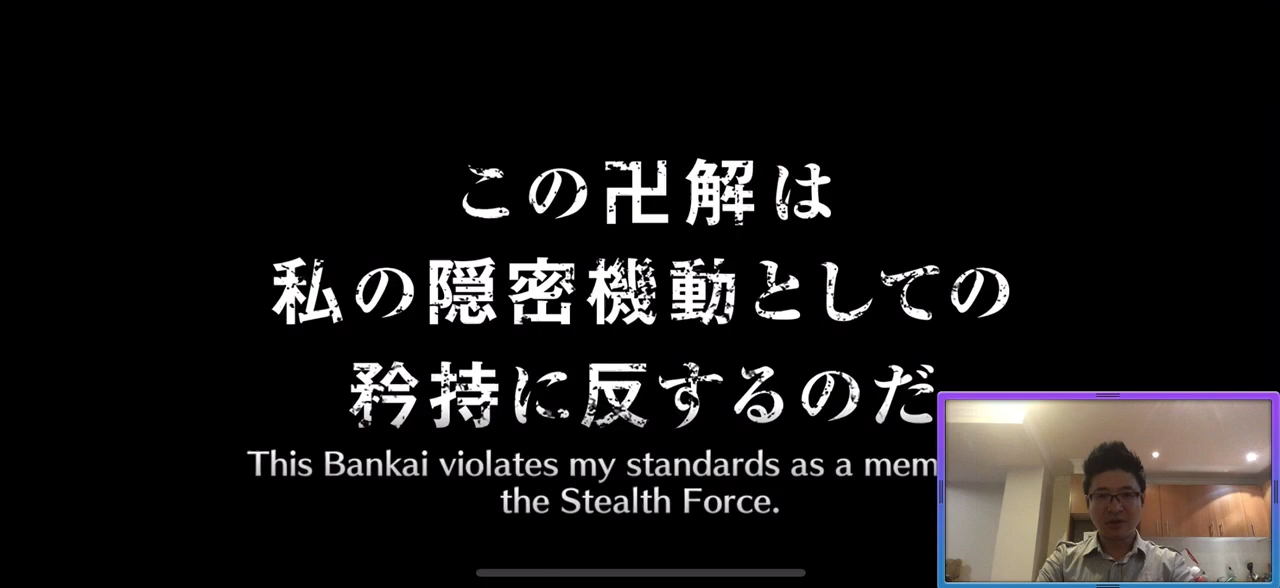 この卍解は
私の隠密機動としての
矜持に反するのだ
This Bankai violates my standards as a
the Stealth Force.